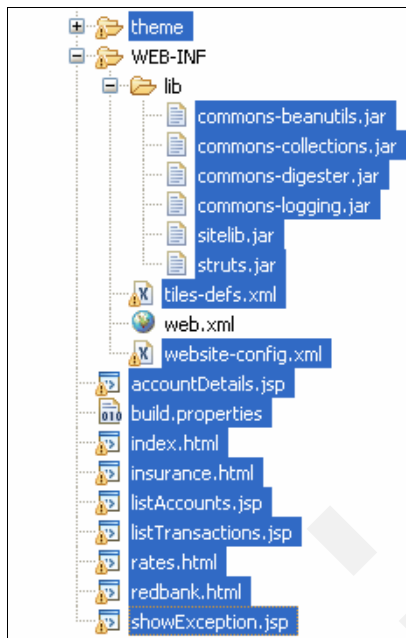 theme
WEB-INF
lib
commons-beanutils.jar
commons-collections.jar
commons-digester.jar
commons-logging.jar
sitelib.jar
struts.jar
tiles-defs.xml
web.xml
website-config.xml
accountDetails.jsp
010 build.properties
index.html
insurance.html
listAccounts.jsp
listTransactions.jsp
rates.html
redbank.html
showException.jsp